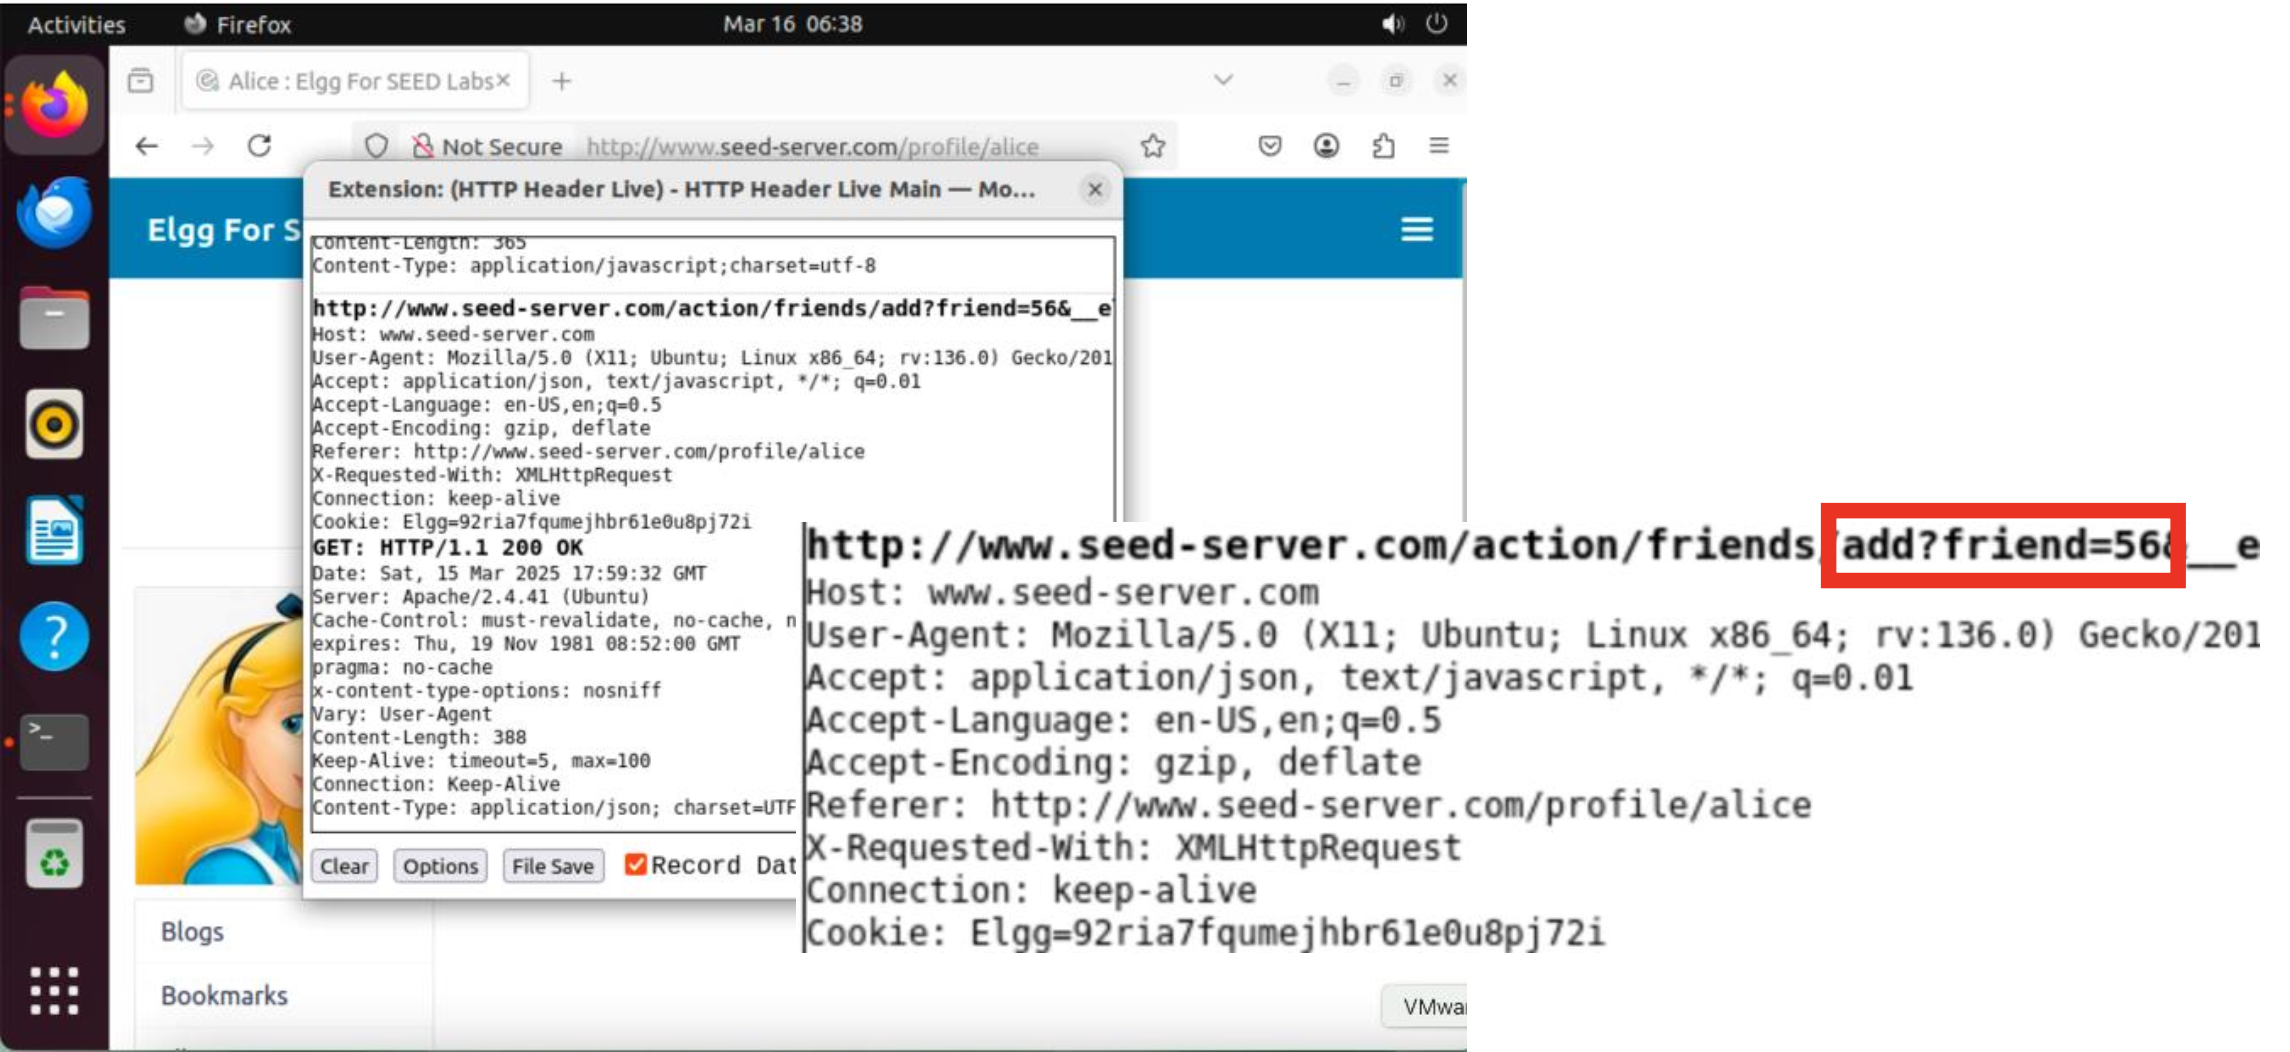 Activities Firefox Mar 16 06:38
Alice : Elgg For SEED Labs
Not Secure http://www.seed-server.com/profile/alice
Extension: (HTTP Header Live) - HTTP Header Live Main — Mo...
Elgg For S
Content-Length: 365
Content-Type: application/javascript;charset=utf-8
http://www.seed-server.com/action/friends/add?friend=56&__e
Host: www.seed-server.com
User-Agent: Mozilla/5.0 (X11; Ubuntu; Linux x86_64; rv:136.0) Gecko/201
Accept: application/json, text/javascript, */*; q=0.01
Accept-Language: en-US,en;q=0.5
Accept-Encoding: gzip, deflate
Referer: http://www.seed-server.com/profile/alice
X-Requested-With: XMLHttpRequest
Connection: keep-alive
Cookie: Elgg=92ria7fqumejhbr61e0u8pj72i
GET: HTTP/1.1 200 OK
Date: Sat, 15 Mar 2025 17:59:32 GMT
Server: Apache/2.4.41 (Ubuntu)
Cache-Control: must-revalidate, no-cache, n
expires: Thu, 19 Nov 1981 08:52:00 GMT
pragma: no-cache
x-content-type-options: nosniff
Vary: User-Agent
Content-Length: 388
Keep-Alive: timeout=5, max=100
Connection: Keep-Alive
Content-Type: application/json; charset=UTF
Clear Options File Save Record Dat
Blogs
Bookmarks
http://www.seed-server.com/action/friends/add?friend=56&__e
Host: www.seed-server.com
User-Agent: Mozilla/5.0 (X11; Ubuntu; Linux x86_64; rv:136.0) Gecko/201
Accept: application/json, text/javascript, */*; q=0.01
Accept-Language: en-US,en;q=0.5
Accept-Encoding: gzip, deflate
Referer: http://www.seed-server.com/profile/alice
X-Requested-With: XMLHttpRequest
Connection: keep-alive
Cookie: Elgg=92ria7fqumejhbr61e0u8pj72i
VMwa